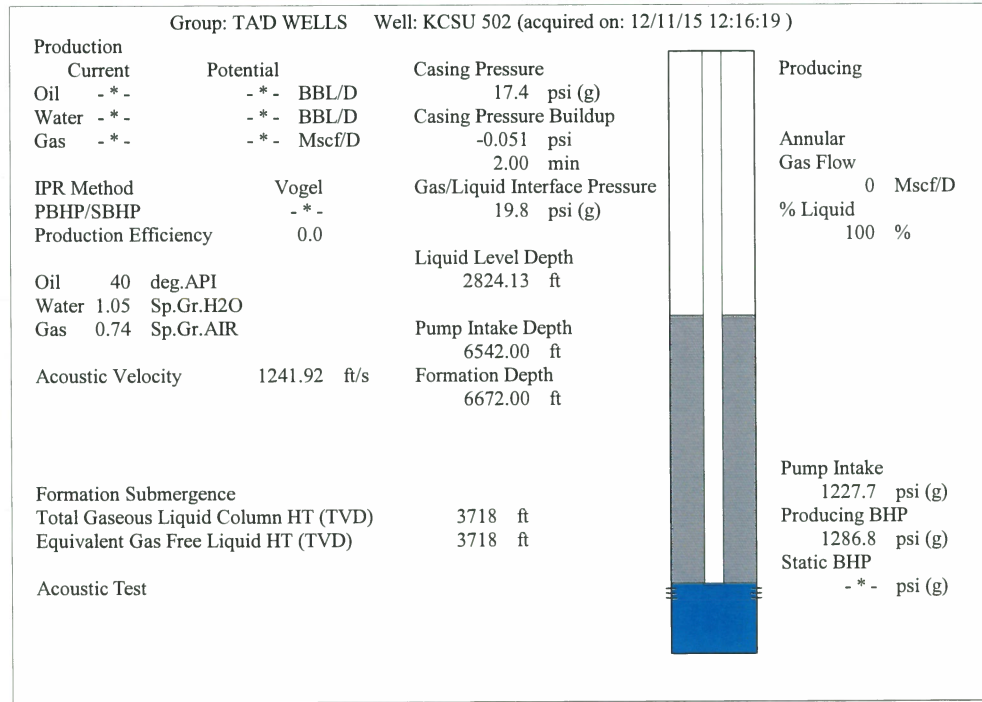 Group: TA'D WELLS Well: KCSU 502 (acquired on: 12/11/15 12:16:19 )
Production
Current Potential
Oil - * - - * - BBL/D
Water - * - - * - BBL/D
Gas - * - - * - Mscf/D
IPR Method Vogel
PBHP/SBHP - * -
Production Efficiency 0.0
Oil 40 deg.API
Water 1.05 Sp.Gr.H2O
Gas 0.74 Sp.Gr.AIR
Acoustic Velocity 1241.92 ft/s
Formation Submergence
Total Gaseous Liquid Column HT (TVD) 3718 ft
Equivalent Gas Free Liquid HT (TVD) 3718 ft
Acoustic Test
Casing Pressure
17.4 psi (g)
Casing Pressure Buildup
-0.051 psi
2.00 min
Gas/Liquid Interface Pressure
19.8 psi (g)
Liquid Level Depth
2824.13 ft
Pump Intake Depth
6542.00 ft
Formation Depth
6672.00 ft
Producing
Annular
Gas Flow
0 Mscf/D
% Liquid
100 %
Pump Intake
1227.7 psi (g)
Producing BHP
1286.8 psi (g)
Static BHP
- * - psi (g)